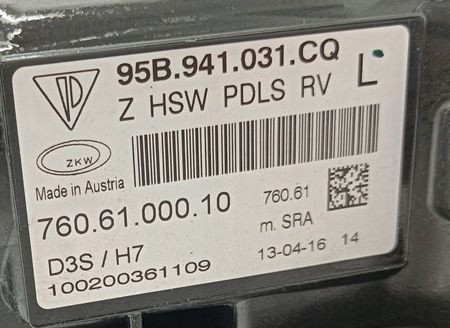 95B.941.031.CQ
Z HSW PDLS RV L
ZKW
Made in Austria
760.61.000.10
760.61
m. SRA
D3S / H7
13-04-16 14
100200361109